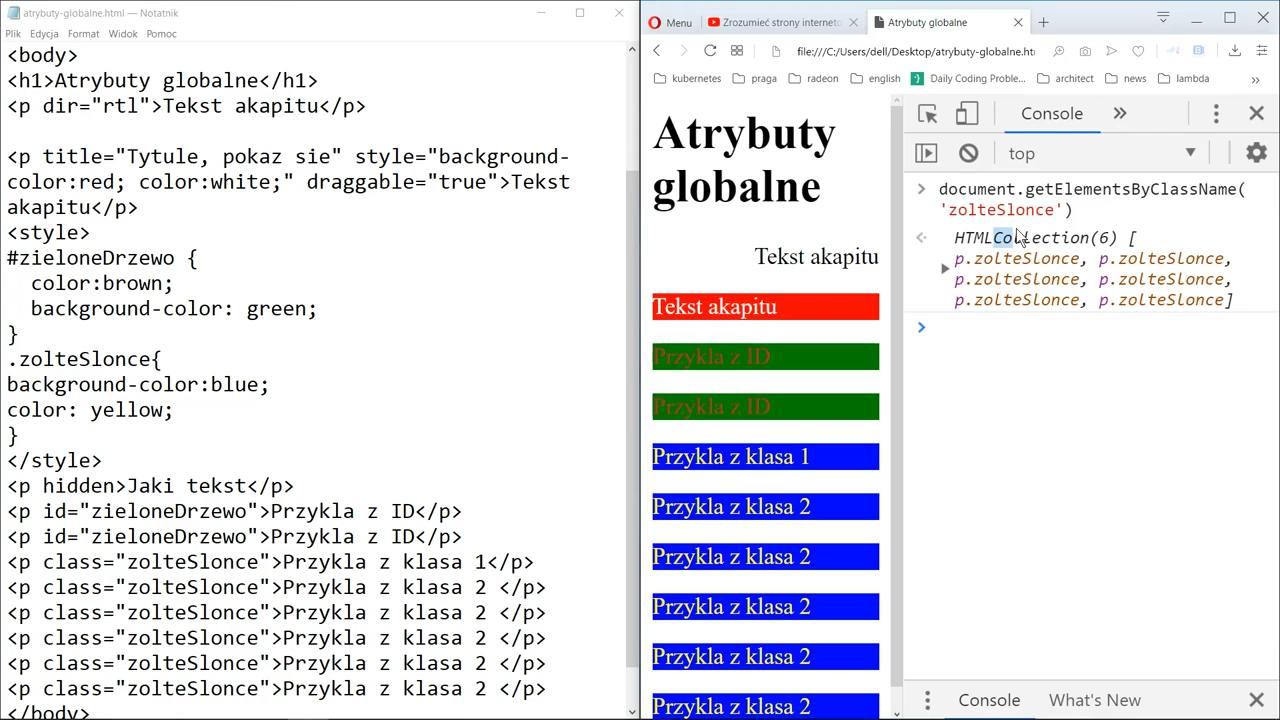 atrybuty-globalne.html — Notatnik
Plik Edycja Format Widok Pomoc
<body>
<h1>Atrybuty globalne</h1>
<p dir="rtl">Tekst akapitu</p>
<p title="Tytule, pokaz sie" style="background-
color:red; color:white;" draggable="true">Tekst
akapitu</p>
<style>
#zieloneDrzewo {
color:brown;
background-color: green;
}
.zolteSlonce{
background-color:blue;
color: yellow;
}
</style>
<p hidden>Jaki tekst</p>
<p id="zieloneDrzewo">Przykla z ID</p>
<p id="zieloneDrzewo">Przykla z ID</p>
<p class="zolteSlonce">Przykla z klasa 1</p>
<p class="zolteSlonce">Przykla z klasa 2 </p>
<p class="zolteSlonce">Przykla z klasa 2 </p>
<p class="zolteSlonce">Przykla z klasa 2 </p>
<p class="zolteSlonce">Przykla z klasa 2 </p>
<p class="zolteSlonce">Przykla z klasa 2 </p>
</body>
Menu Zrozumieć strony interneto Atrybuty globalne
file:///C:/Users/dell/Desktop/atrybuty-globalne.ht
kubernetes praga radeon english Daily Coding Proble... architect news lambda »
Atrybuty
globalne
Tekst akapitu
Tekst akapitu
Przykla z ID
Przykla z ID
Przykla z klasa 1
Przykla z klasa 2
Przykla z klasa 2
Przykla z klasa 2
Przykla z klasa 2
Przykla z klasa 2
Console »
top
document.getElementsByClassName(
'zolteSlonce')
HTMLCollection(6) [
p.zolteSlonce, p.zolteSlonce,
p.zolteSlonce, p.zolteSlonce,
p.zolteSlonce, p.zolteSlonce]
Console What's New